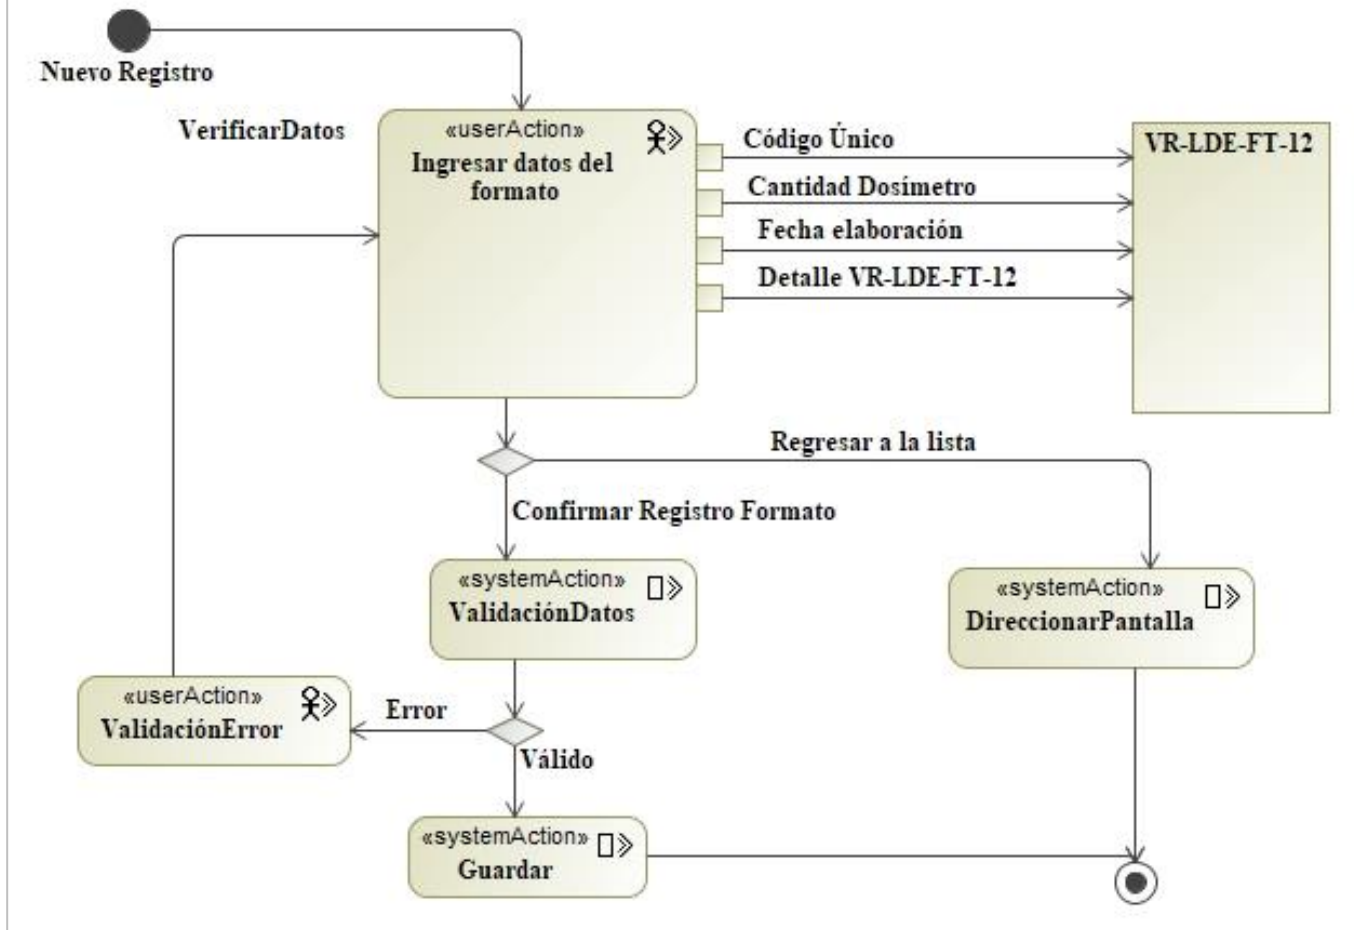 Nuevo Registro
VerificarDatos
«userAction»
Ingresar datos del
formato
Código Único
Cantidad Dosímetro
Fecha elaboración
Detalle VR-LDE-FT-12
VR-LDE-FT-12
Regresar a la lista
Confirmar Registro Formato
«systemAction»
ValidaciónDatos
«systemAction»
DireccionarPantalla
«userAction»
ValidaciónError
Error
Válido
«systemAction»
Guardar